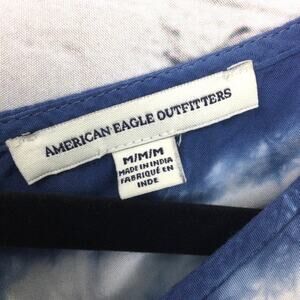 AMERICAN EAGLE OUTFITTERS
M/M/M
MADE IN INDIA
FABRIQUÉ EN
INDE